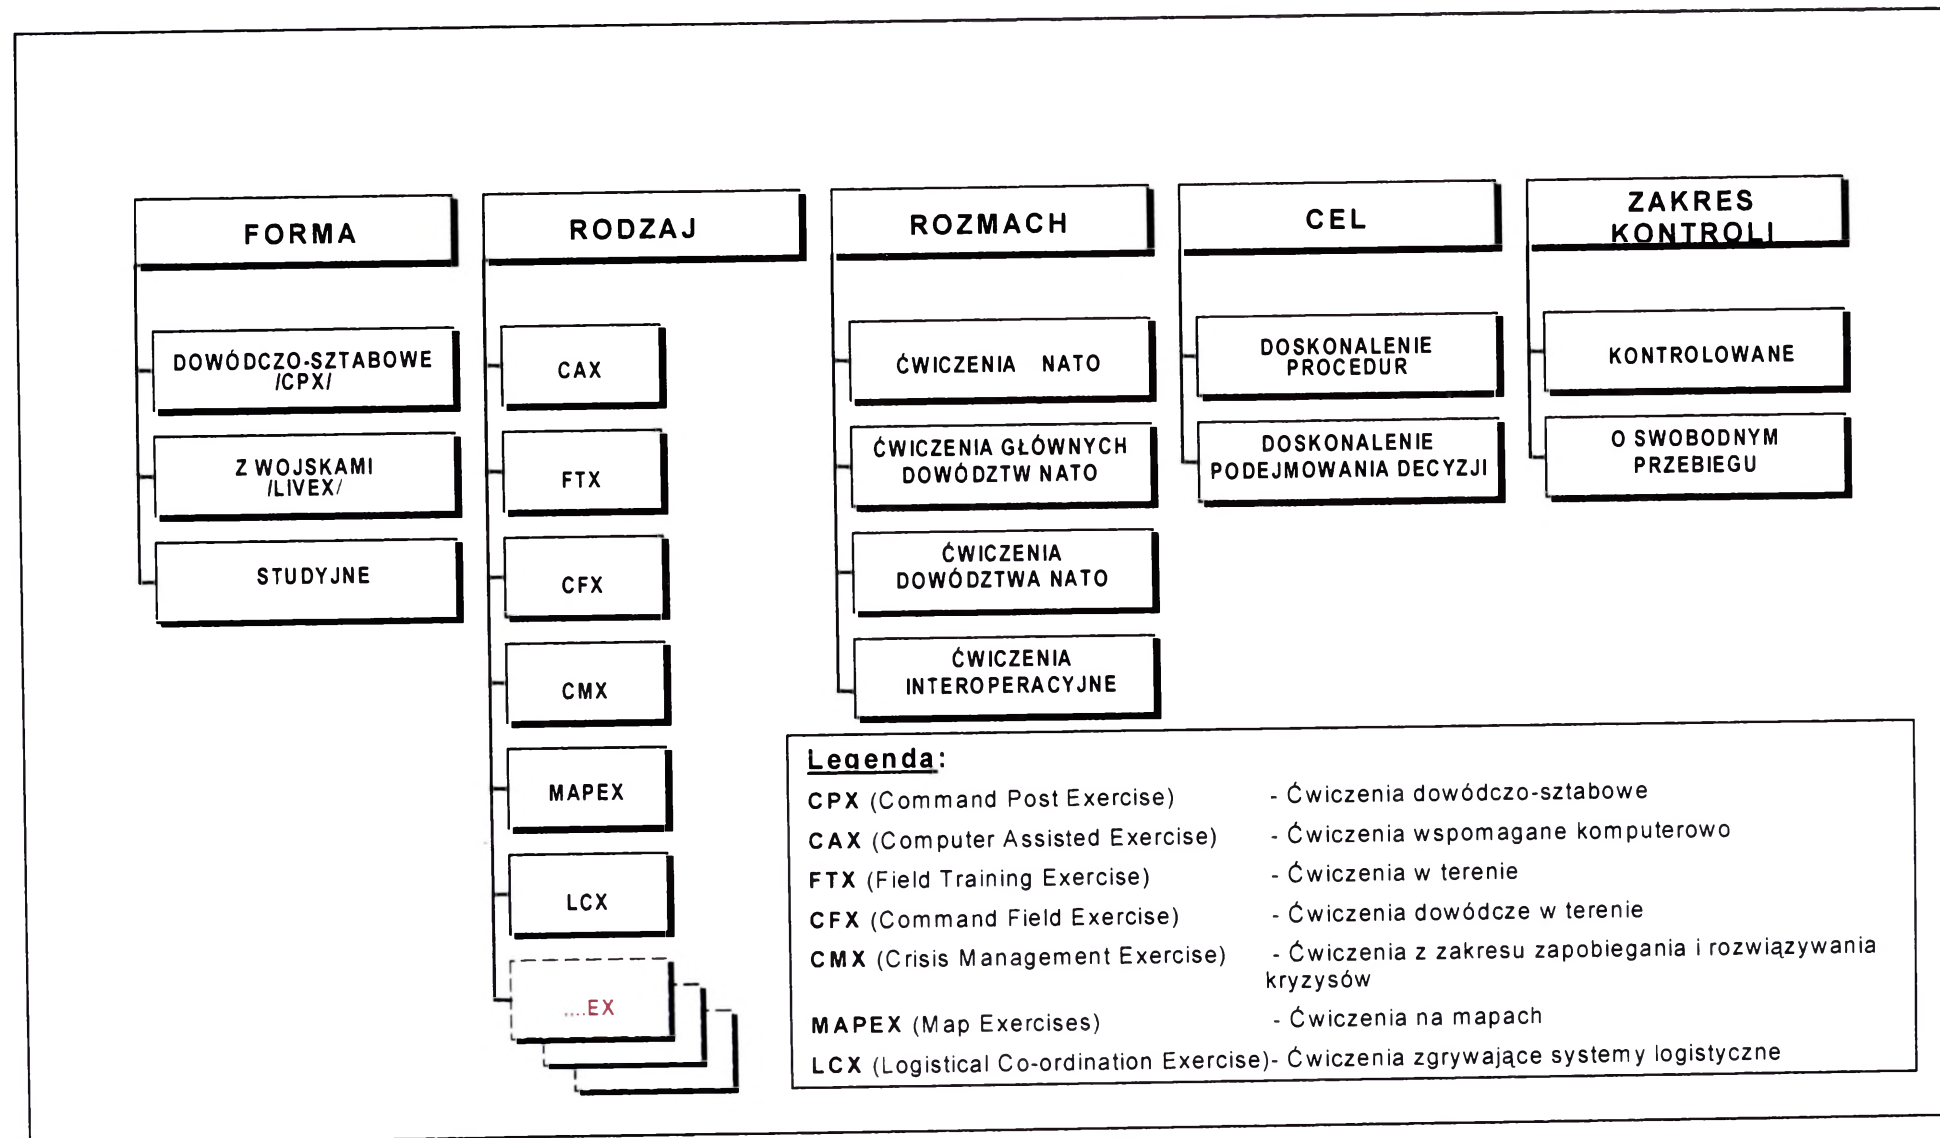 FORMA
DOWÓDCZO-SZTABOWE
/CPX/
Z WOJSKAMI
/LIVEX/
STUDYJNE
RODZAJ
CAX
FTX
CFX
CMX
MAPEX
LCX
....EX
ROZMACH
ĆWICZENIA NATO
ĆWICZENIA GŁÓWNYCH
DOWÓDZTW NATO
ĆWICZENIA
DOWÓDZTWA NATO
ĆWICZENIA
INTEROPERACYJNE
CEL
DOSKONALENIE
PROCEDUR
DOSKONALENIE
PODEJMOWANIA DECYZJI
ZAKRES
KONTROLI
KONTROLOWANE
O SWOBODNYM
PRZEBIEGU
Legenda:
CPX (Command Post Exercise) - Ćwiczenia dowódczo-sztabowe
CAX (Computer Assisted Exercise) - Ćwiczenia wspomagane komputerowo
FTX (Field Training Exercise) - Ćwiczenia w terenie
CFX (Command Field Exercise) - Ćwiczenia dowódcze w terenie
CMX (Crisis Management Exercise) - Ćwiczenia z zakresu zapobiegania i rozwiązywania
kryzysów
MAPEX (Map Exercises) - Ćwiczenia na mapach
LCX (Logistical Co-ordination Exercise)- Ćwiczenia zgrywające systemy logistyczne